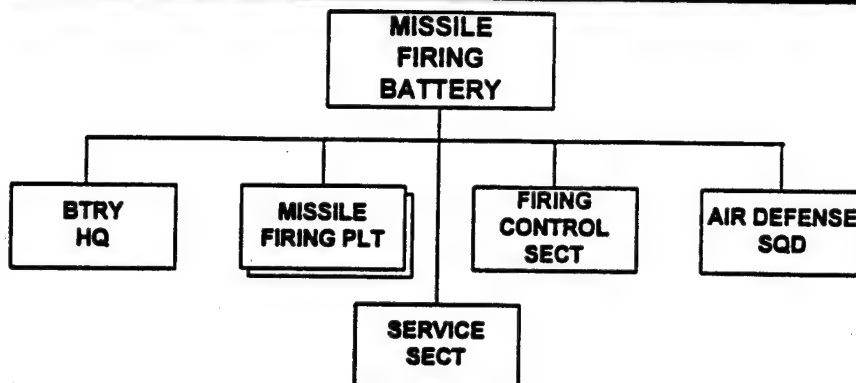 MISSILE
FIRING
BATTERY
BTRY
HQ
MISSILE
FIRING PLT
FIRING
CONTROL
SECT
AIR DEFENSE
SQD
SERVICE
SECT